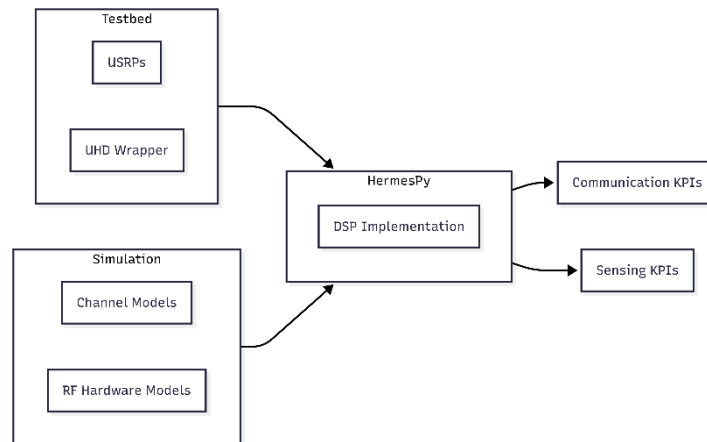 Testbed
USRPs
UHD Wrapper
Simulation
Channel Models
RF Hardware Models
HermesPy
DSP Implementation
Communication KPIs
Sensing KPIs